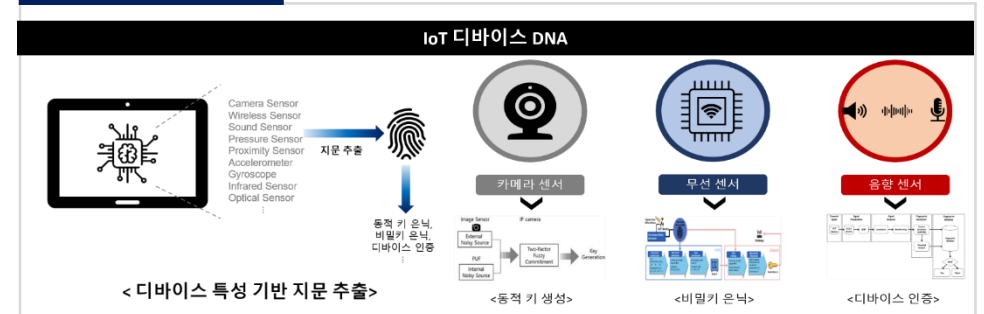 IoT 디바이스 DNA
Camera Sensor
Wireless Sensor
Sound Sensor
Pressure Sensor
Proximity Sensor
Accelerometer
Gyroscope
Infrared Sensor
Optical Sensor
⋮
지문 추출
동적 키 은닉,
비밀키 은닉,
디바이스 인증
⋮
< 디바이스 특성 기반 지문 추출>
카메라 센서
Image Sensor
IP camera
External
Noisy Source
PUF
Internal
Noisy Source
Two-Factor
Fuzzy
Commitment
Key
Generation
<동적 키 생성>
무선 센서
<비밀키 은닉>
음향 센서
<디바이스 인증>